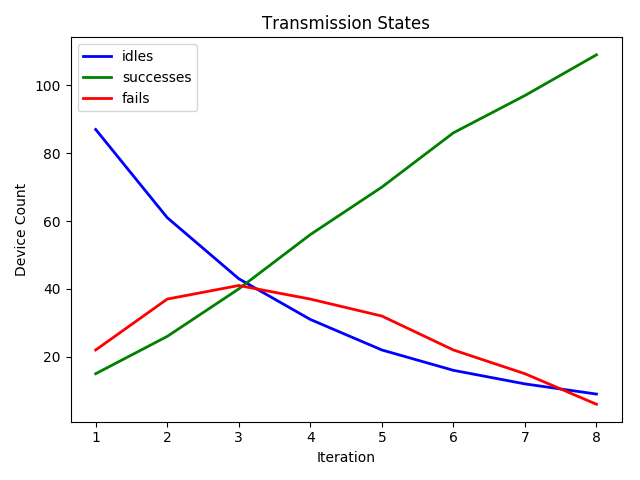 Transmission States
idles
successes
fails
100
80
60
40
20
Device Count
1 2 3 4 5 6 7 8
Iteration